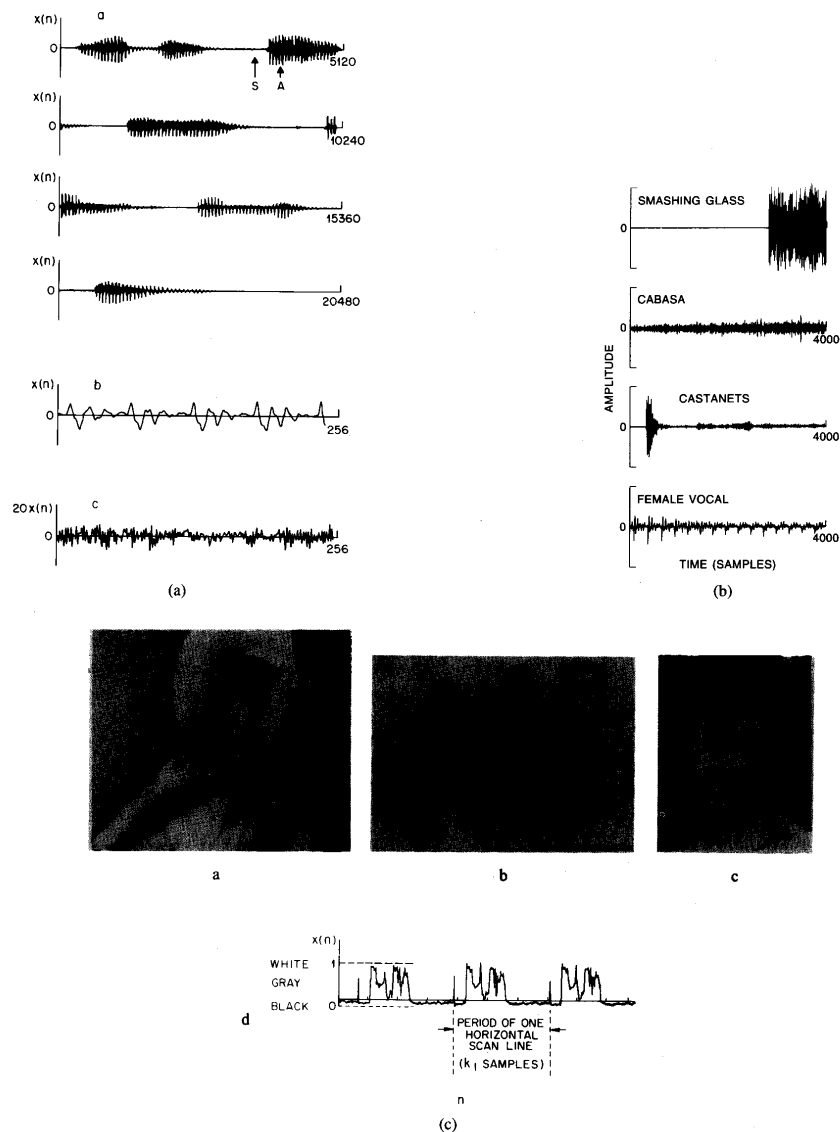 x(n) a
0
5120
S A
x(n)
0
10240
x(n)
0
15360
x(n)
0
20480
x(n) b
0
256
20x(n) c
0
256
(a)
AMPLITUDE
SMASHING GLASS
0
CABASA
0
4000
CASTANETS
0
4000
FEMALE VOCAL
0
4000
TIME (SAMPLES)
(b)
a b c
x(n)
WHITE 1
GRAY
BLACK 0
d
PERIOD OF ONE
HORIZONTAL
SCAN LINE
(k₁ SAMPLES)
n
(c)